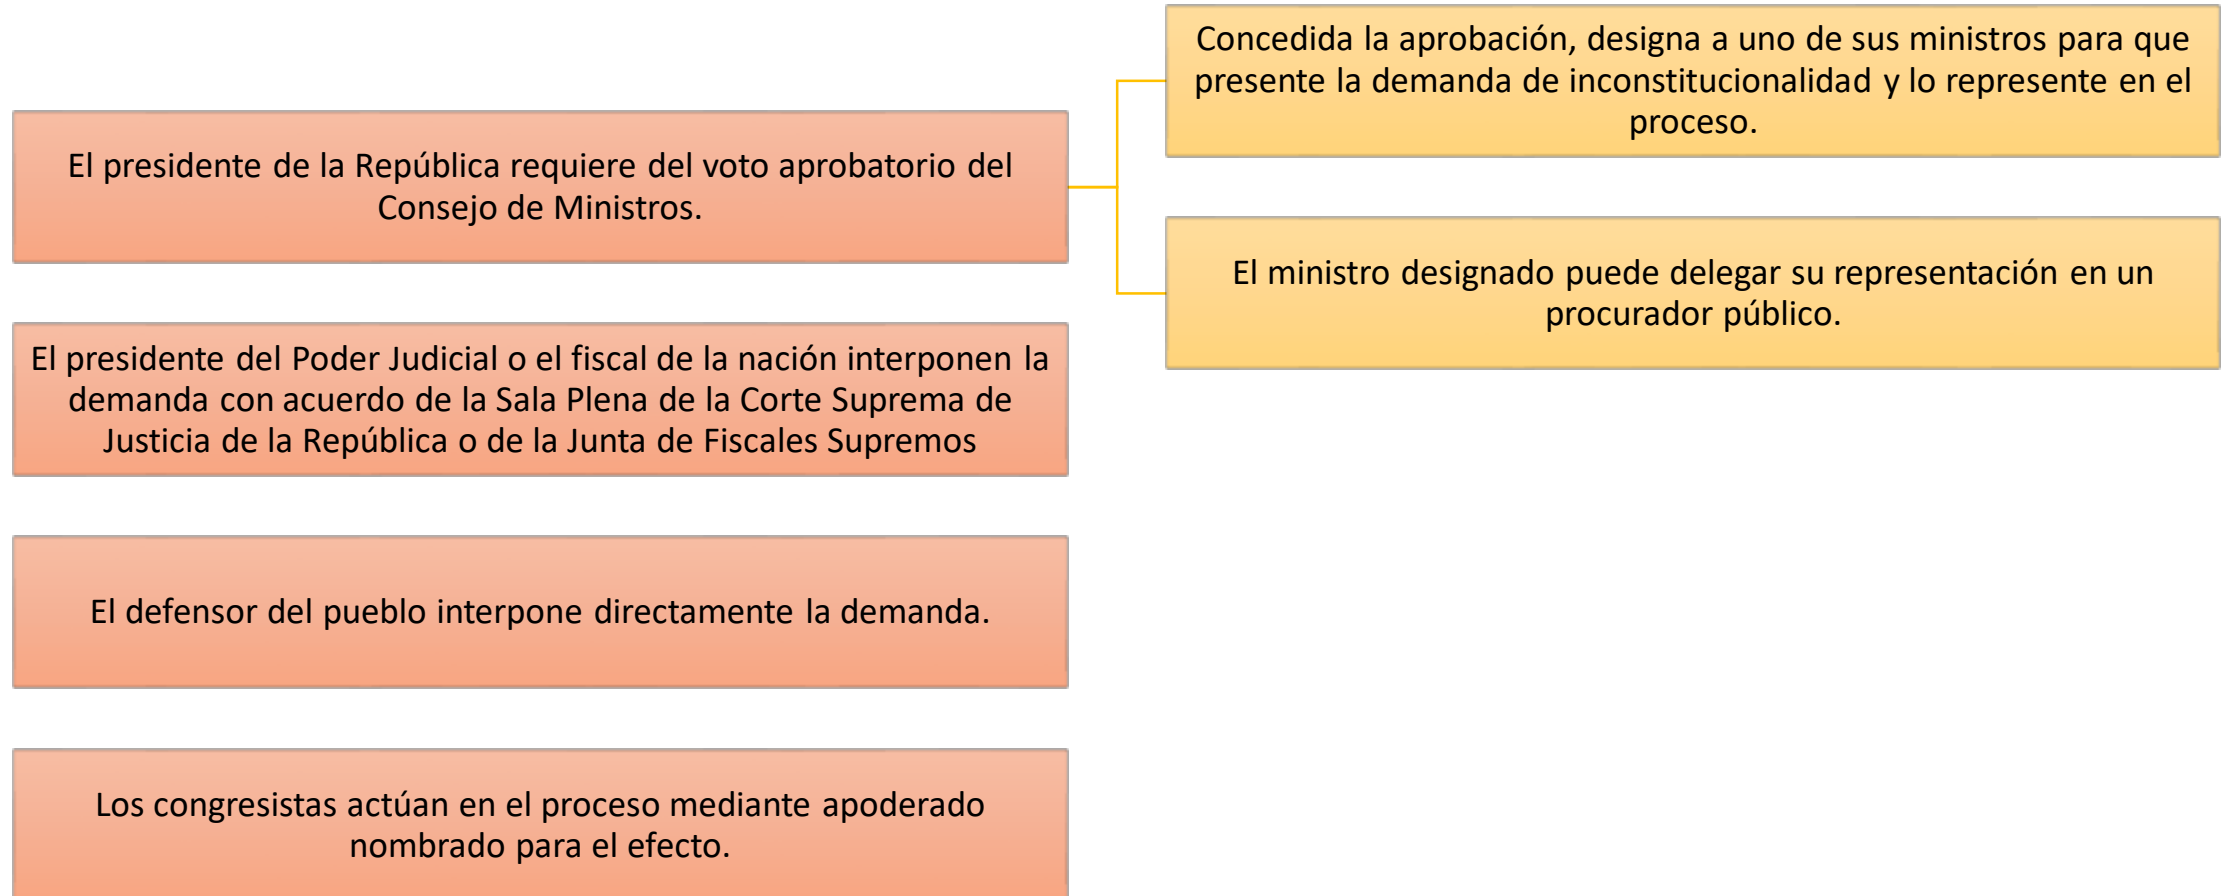 El presidente de la República requiere del voto aprobatorio del
Consejo de Ministros.
Concedida la aprobación, designa a uno de sus ministros para que
presente la demanda de inconstitucionalidad y lo represente en el
proceso.
El ministro designado puede delegar su representación en un
procurador público.
El presidente del Poder Judicial o el fiscal de la nación interponen la
demanda con acuerdo de la Sala Plena de la Corte Suprema de
Justicia de la República o de la Junta de Fiscales Supremos
El defensor del pueblo interpone directamente la demanda.
Los congresistas actúan en el proceso mediante apoderado
nombrado para el efecto.